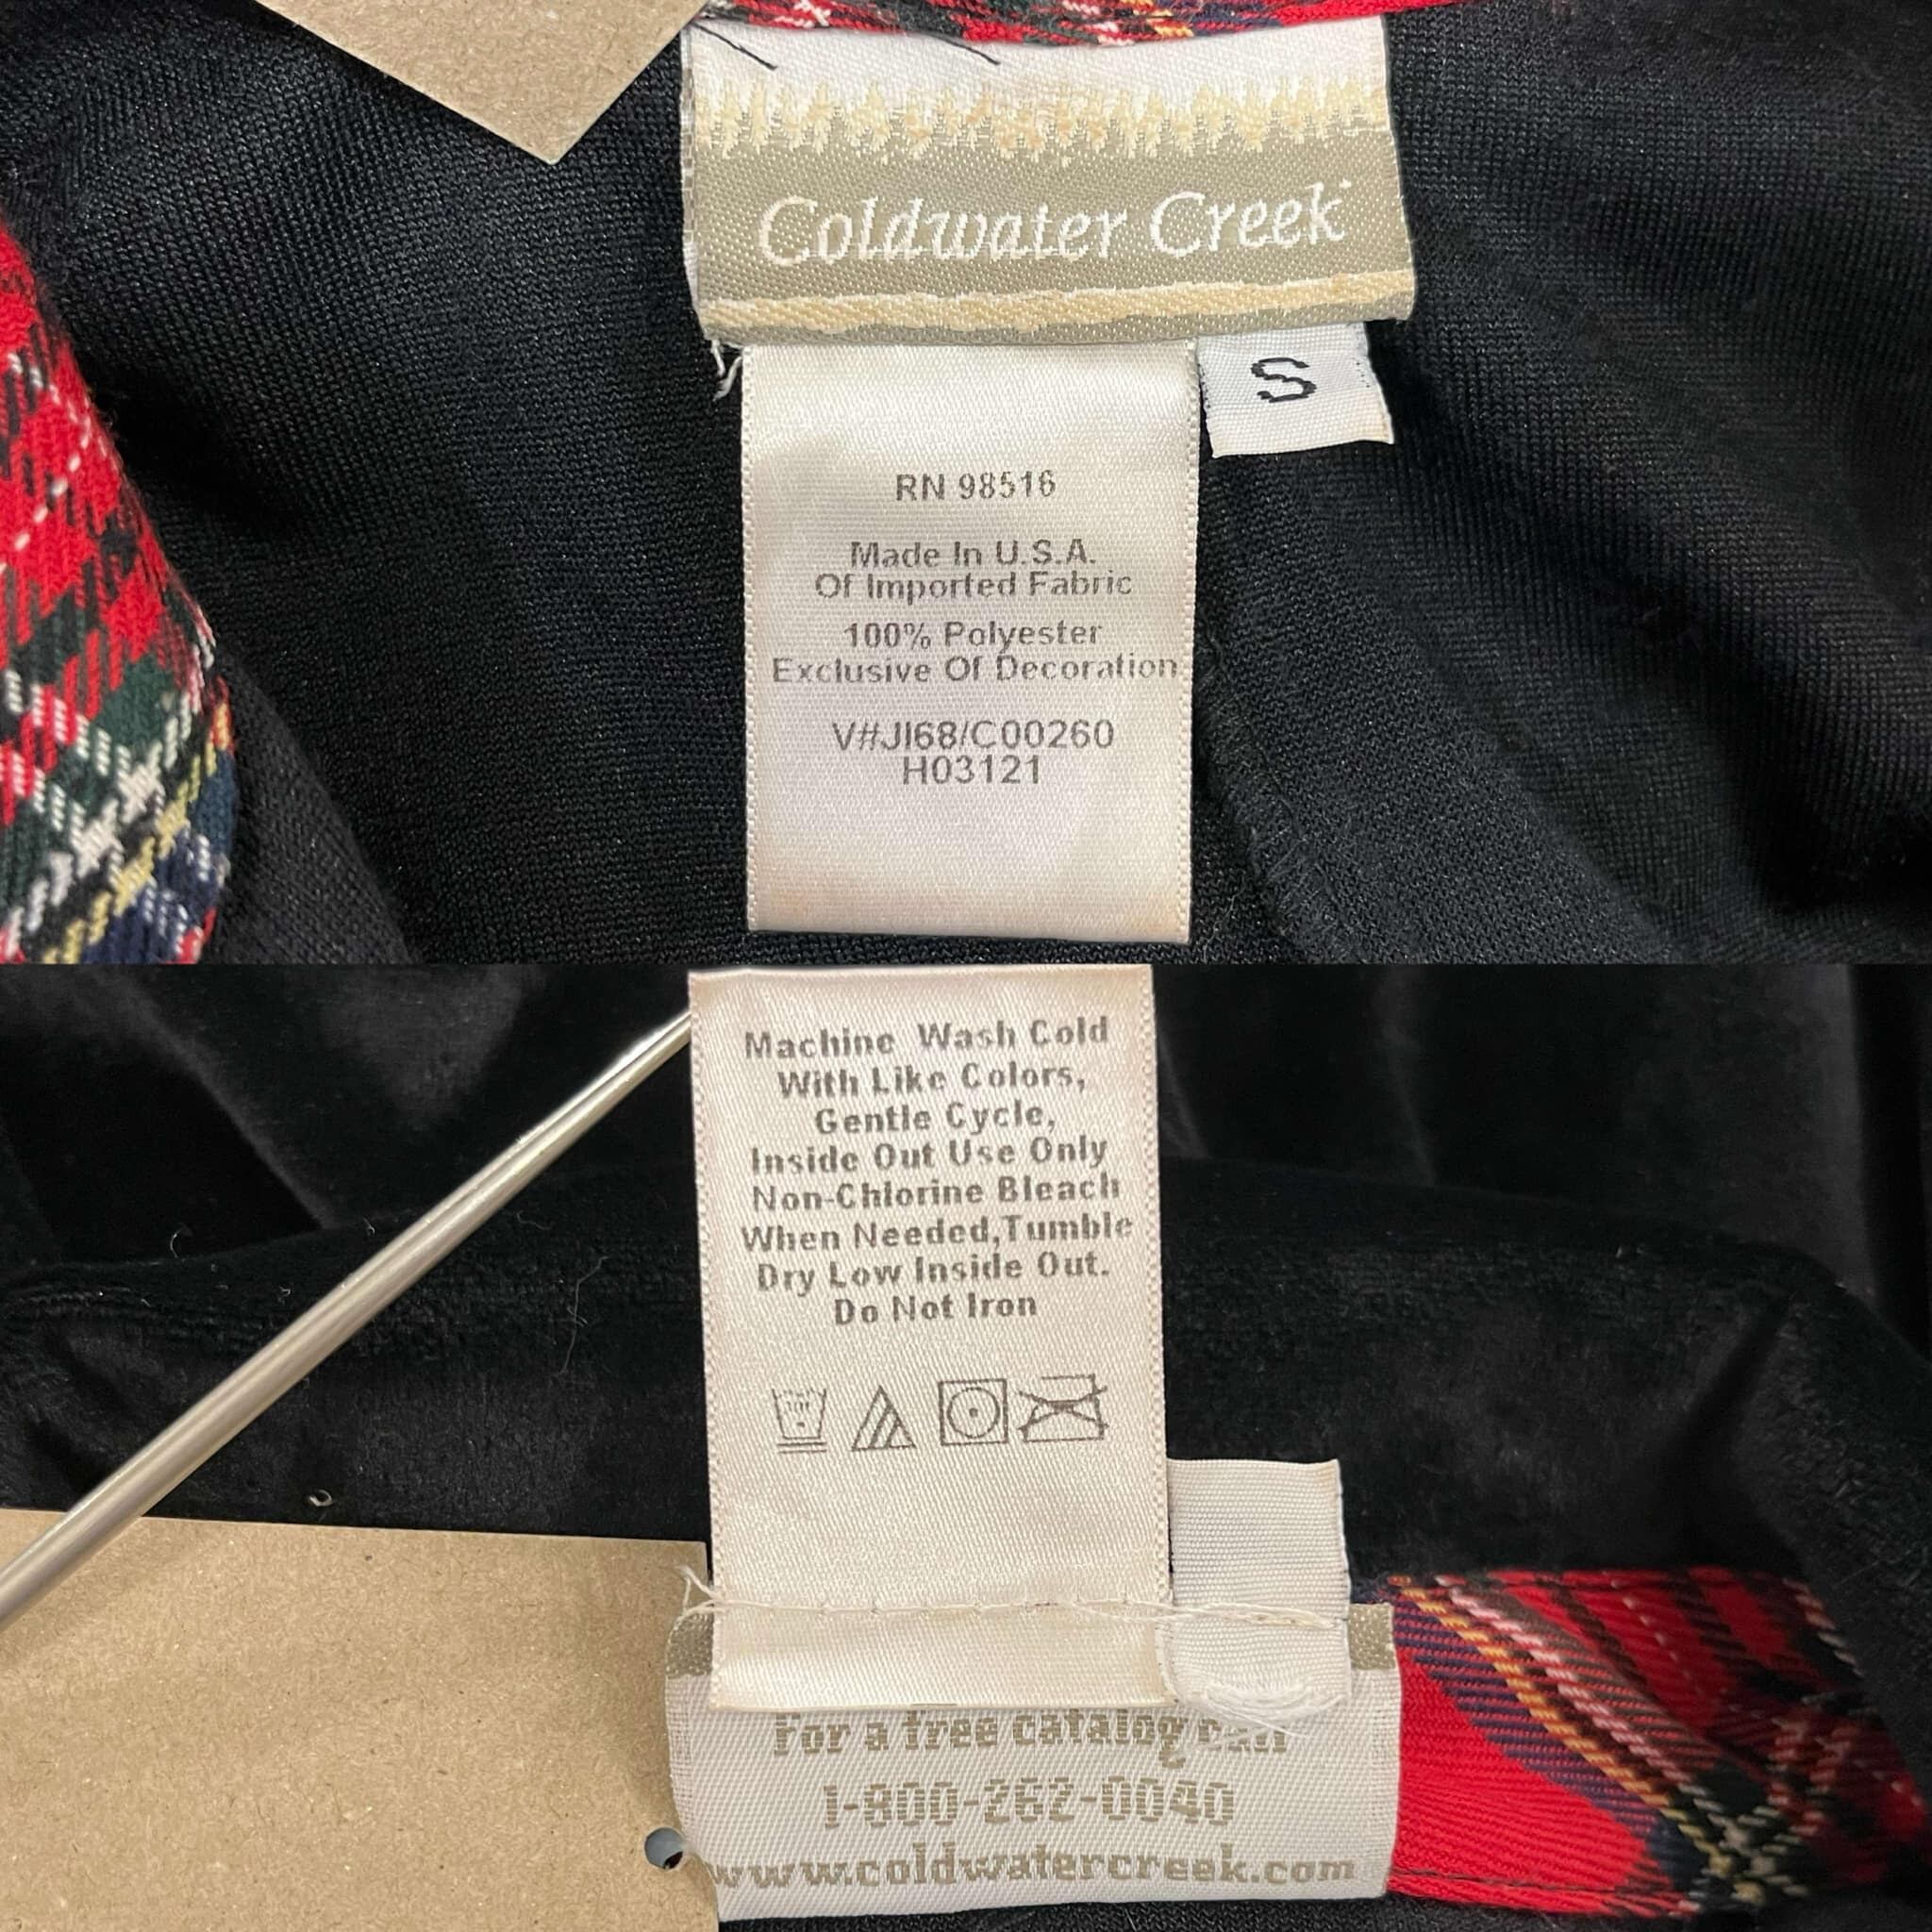 Coldwater Creek
S
RN 98516
Made In U.S.A.
Of Imported Fabric
100% Polyester
Exclusive Of Decoration
V#JI68/C00260
H03121
Machine Wash Cold
With Like Colors,
Gentle Cycle,
Inside Out Use Only
Non-Chlorine Bleach
When Needed,Tumble
Dry Low Inside Out.
Do Not Iron
For a free catalog call
1-800-262-0040
www.coldwatercreek.com